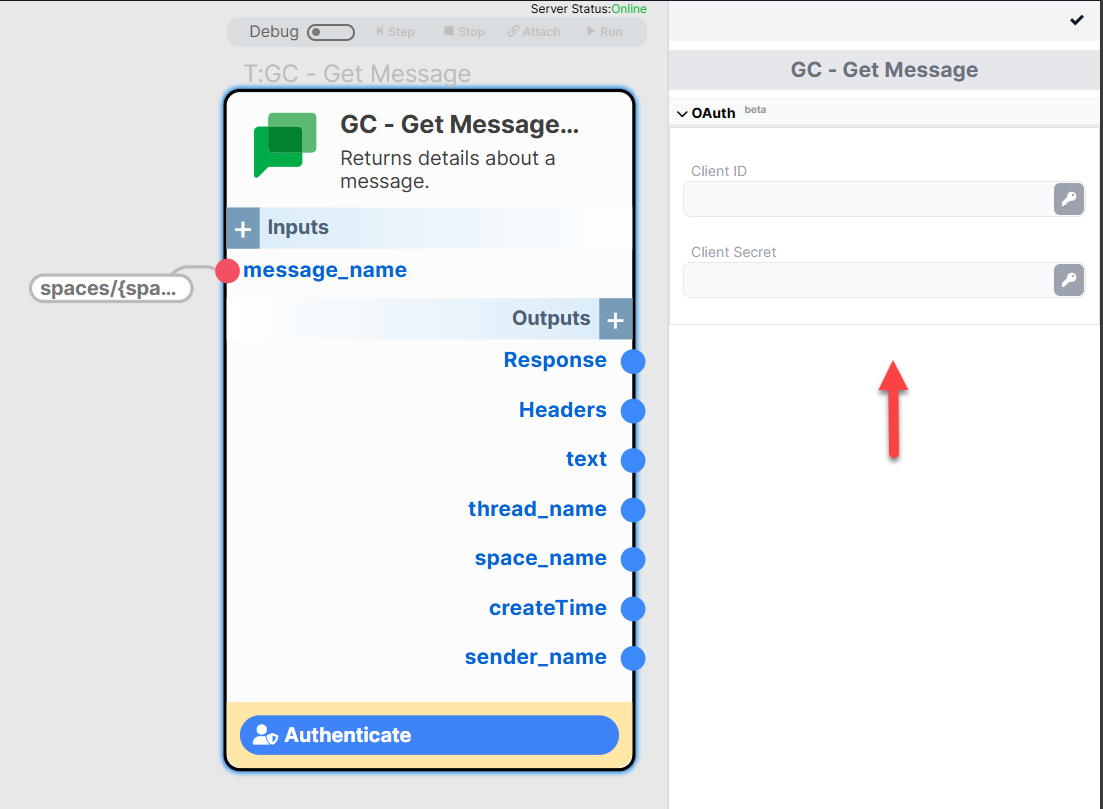 Server Status:Online
Debug Step Stop Attach Run
T:GC - Get Message
GC - Get Message...
Returns details about a
message.
Inputs
message_name
spaces/{spa...
Outputs
Response
Headers
text
thread_name
space_name
createTime
sender_name
Authenticate
GC - Get Message
OAuth beta
Client ID
Client Secret